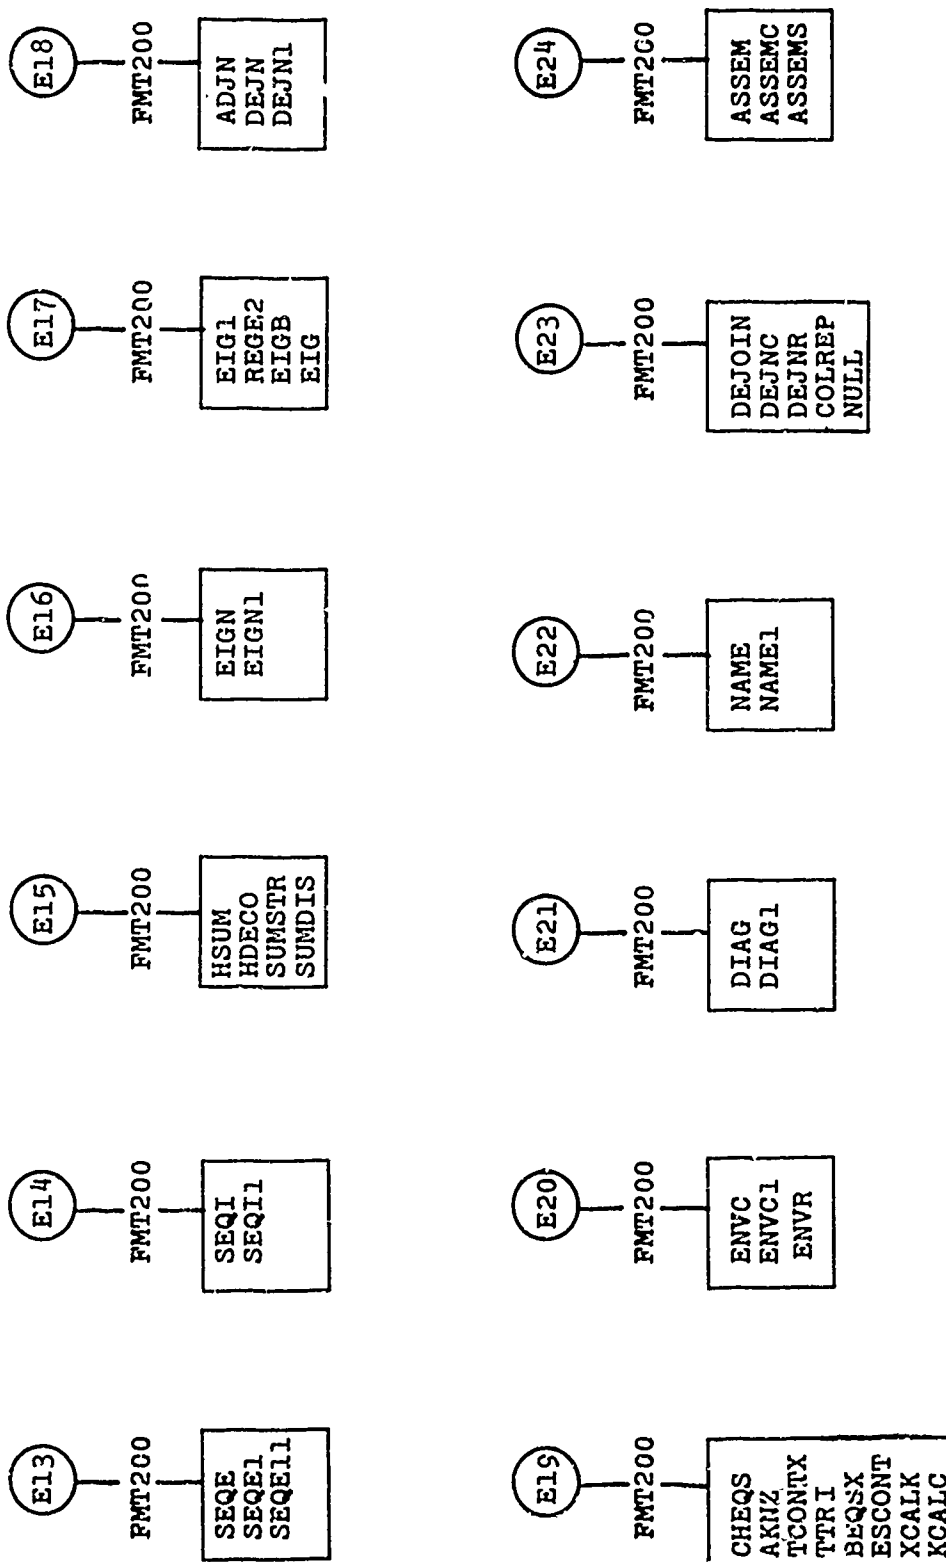 E13
FMT200
SEQE
SEQE1
SEQE11
E14
FMT200
SEQI
SEQI1
E15
FMT200
HSUM
HDECO
SUMSTR
SUMDIS
E16
FMT200
EIGN
EIGN1
E17
FMT200
EIG1
REGE2
EIGB
EIG
E18
FMT200
ADJN
DEJN
DEJN1
E19
FMT200
CHEQS
AKNZ
TCONTX
TTRI
BEQSX
ESCONT
XCALK
KCALC
E20
FMT200
ENVC
ENVC1
ENVR
E21
FMT200
DIAG
DIAG1
E22
FMT200
NAME
NAME1
E23
FMT200
DEJOIN
DEJNC
DEJNR
COLREP
NULL
E24
FMT200
ASSEM
ASSEMC
ASSEMS